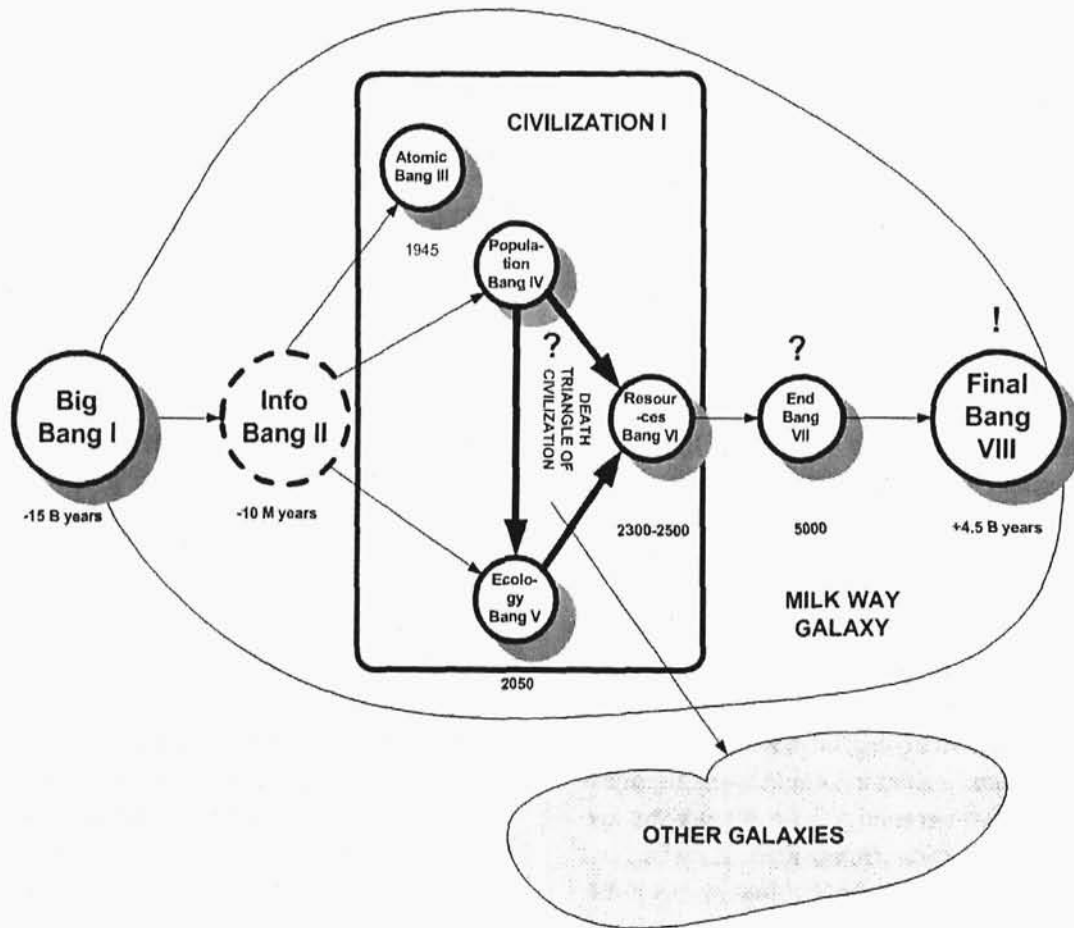 CIVILIZATION I
Atomic
Bang III
1945
Popula-
tion
Bang IV
?
DEATH
TRIANGLE OF
CIVILIZATION
Big
Bang I
-15 B years
Info
Bang II
-10 M years
Resour-
-ces
Bang VI
2300-2500
?
End
Bang
VII
5000
!
Final
Bang
VIII
+4.5 B years
Ecolo-
gy
Bang V
2050
MILK WAY
GALAXY
OTHER GALAXIES